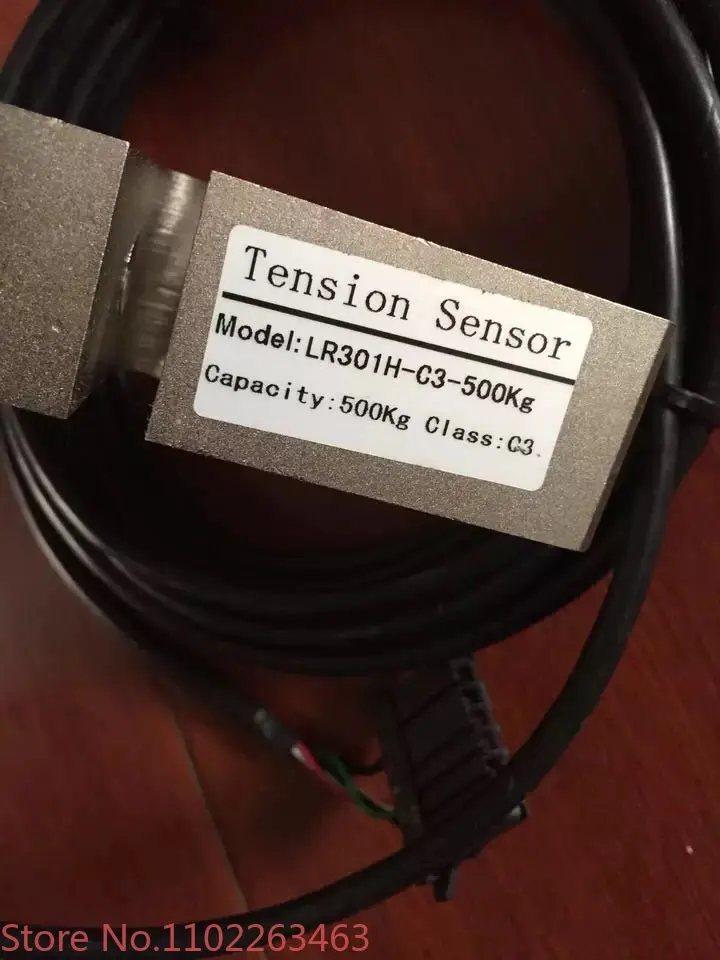 Tension Sensor
Model:LR301H-C3-500Kg
Capacity:500Kg Class:C3.
Store No.1102263463